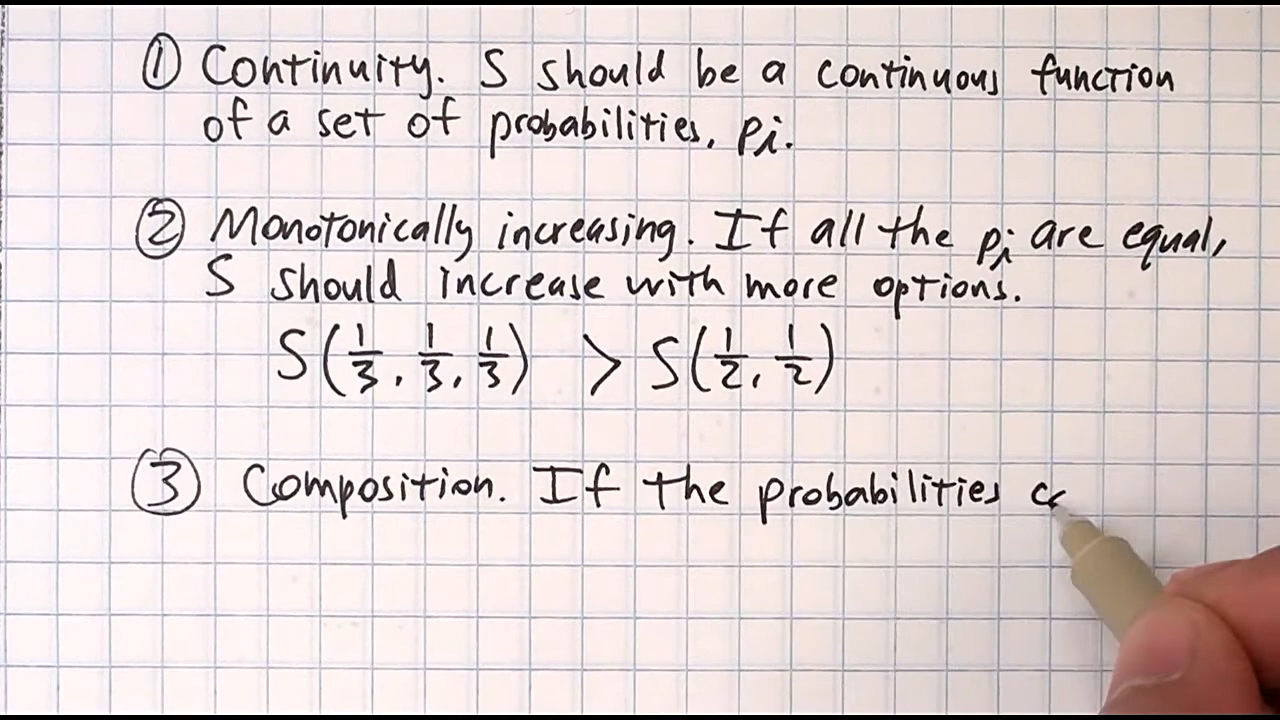 ① Continuity. S should be a continuous function
of a set of probabilities, pi.
② Monotonically increasing. If all the pi are equal,
S should increase with more options.
S(1/3, 1/3, 1/3) > S(1/2, 1/2)
③ Composition. If the probabilities